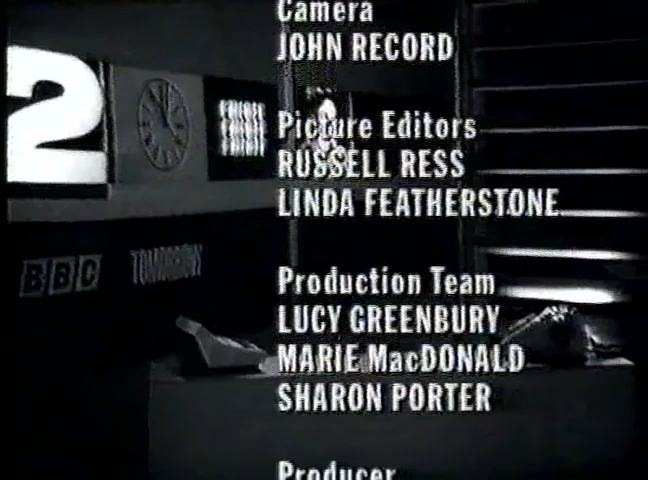 Camera
JOHN RECORD
Picture Editors
RUSSELL RESS
LINDA FEATHERSTONE
Production Team
LUCY GREENBURY
MARIE MacDONALD
SHARON PORTER
Producer
2
BBC
TOMORROW